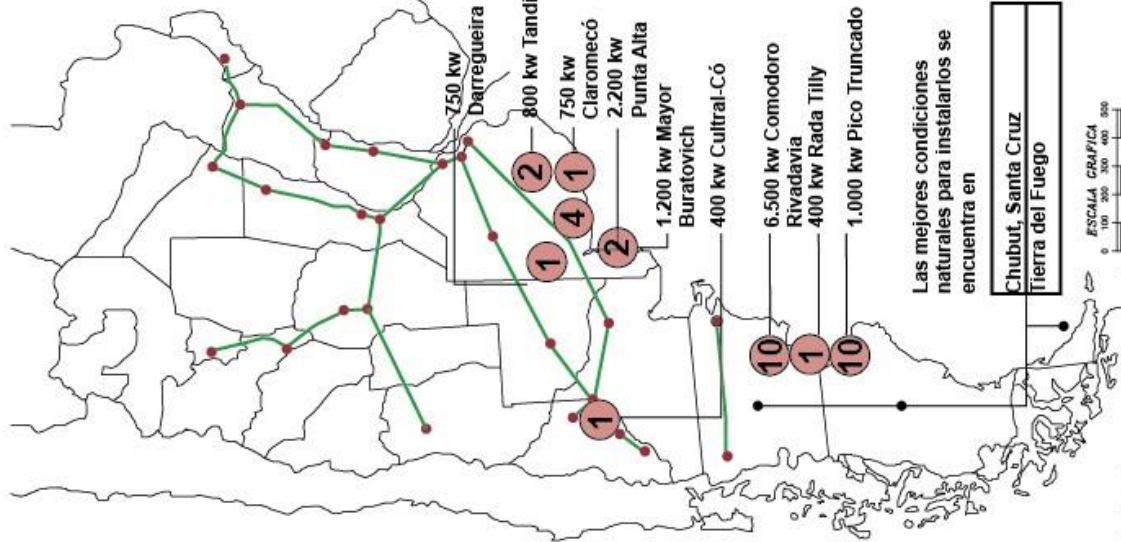 750 kw
Darregueira
2
800 kw Tandi
1
750 kw
Claromecó
4
1
2.200 kw
Punta Alta
2
1.200 kw Mayor
Buratovich
1
400 kw Cultral-Có
10
6.500 kw Comodoro
Rivadavia
1
400 kw Rada Tilly
10
1.000 kw Pico Truncado
Las mejores condiciones
naturales para instalarlos se
encuentra en
Chubut, Santa Cruz
Tierra del Fuego
ESCALA GRAFICA
0 100 200 300 400 500